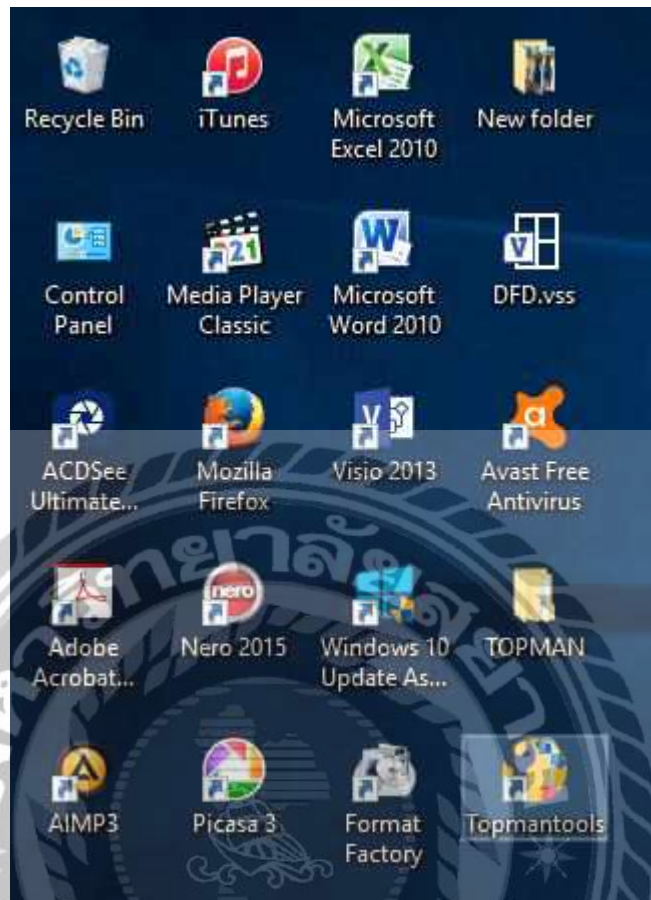 Recycle Bin
iTunes
Microsoft
Excel 2010
New folder
Control
Panel
Media Player
Classic
Microsoft
Word 2010
DFD.vss
ACDSee
Ultimate...
Mozilla
Firefox
Visio 2013
Avast Free
Antivirus
Adobe
Acrobat...
Nero 2015
Windows 10
Update As...
TOPMAN
AIMP3
Picasa 3
Format
Factory
Topmantools